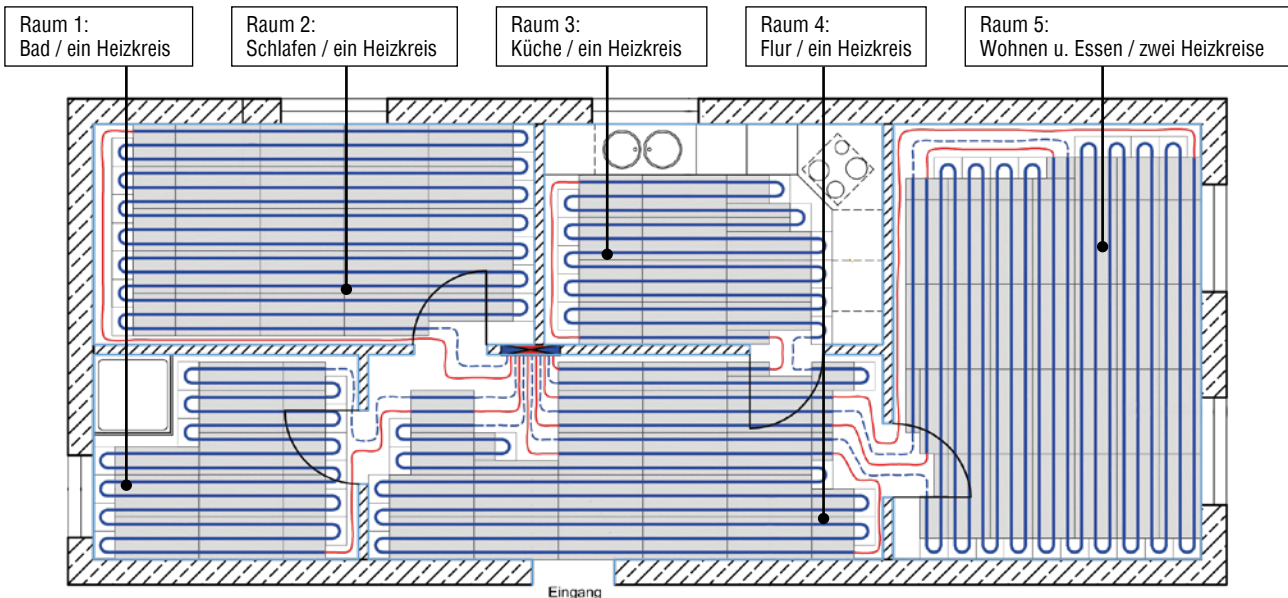 Raum 1:
Bad / ein Heizkreis
Raum 2:
Schlafen / ein Heizkreis
Raum 3:
Küche / ein Heizkreis
Raum 4:
Flur / ein Heizkreis
Raum 5:
Wohnen u. Essen / zwei Heizkreise
Eingang